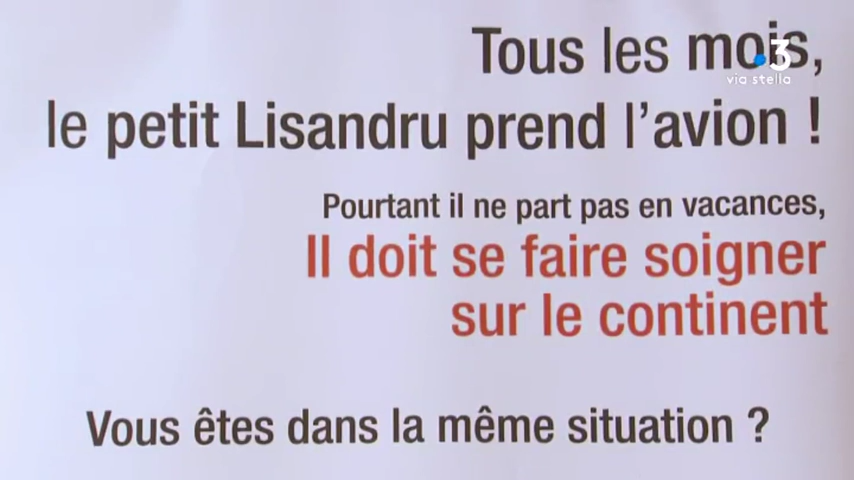 Tous les mois,
le petit Lisandru prend l'avion !
Pourtant il ne part pas en vacances,
Il doit se faire soigner
sur le continent
Vous êtes dans la même situation ?
3
via stella